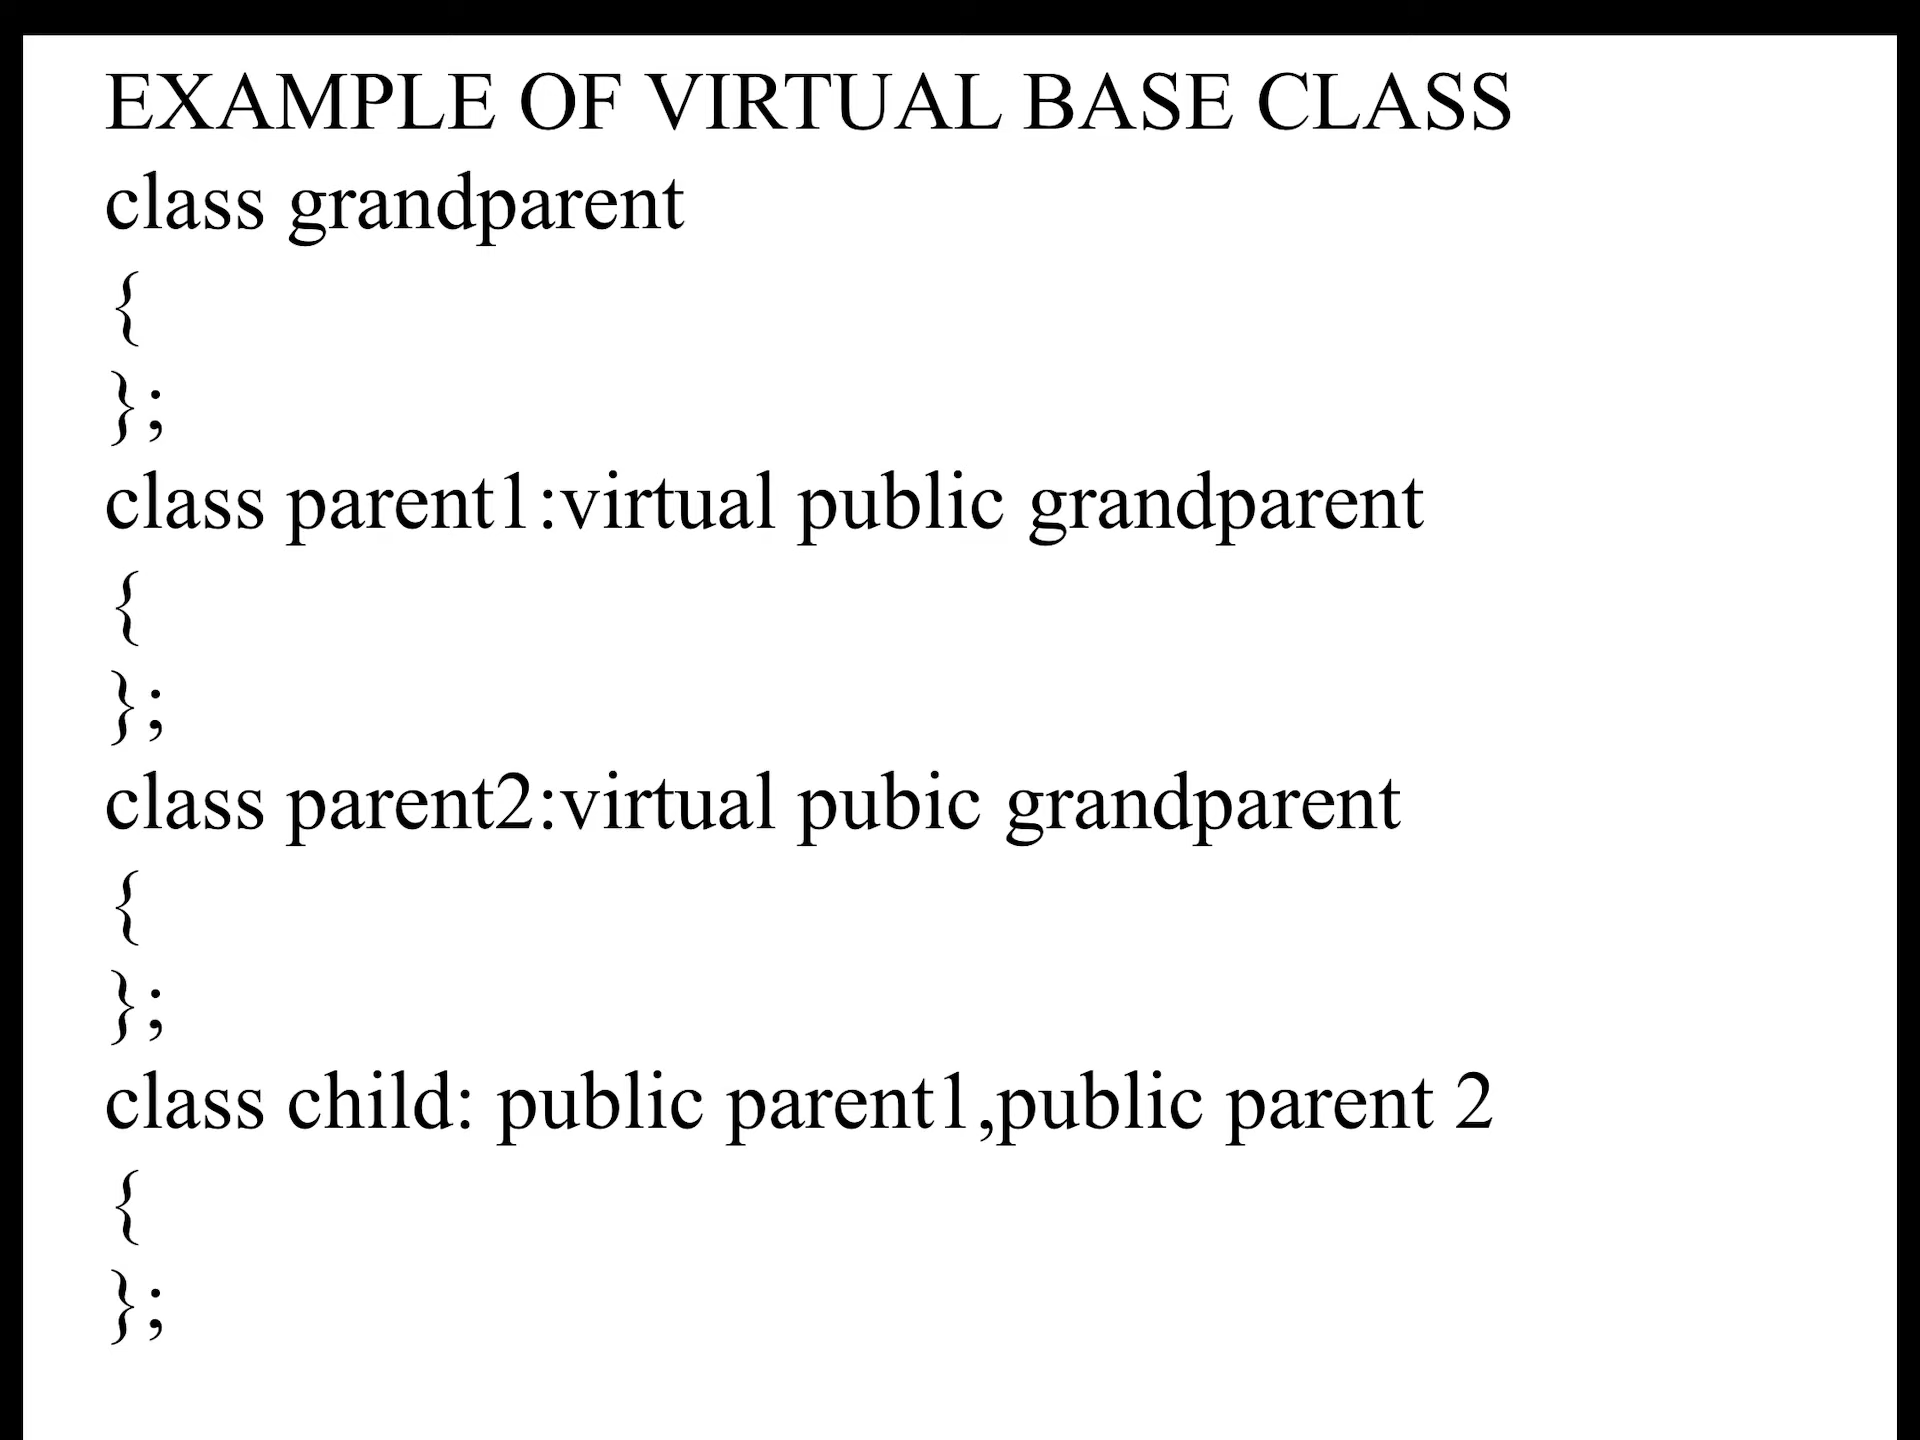 EXAMPLE OF VIRTUAL BASE CLASS
class grandparent
{
};
class parent1:virtual public grandparent
{
};
class parent2:virtual pubic grandparent
{
};
class child: public parent1,public parent 2
{
};